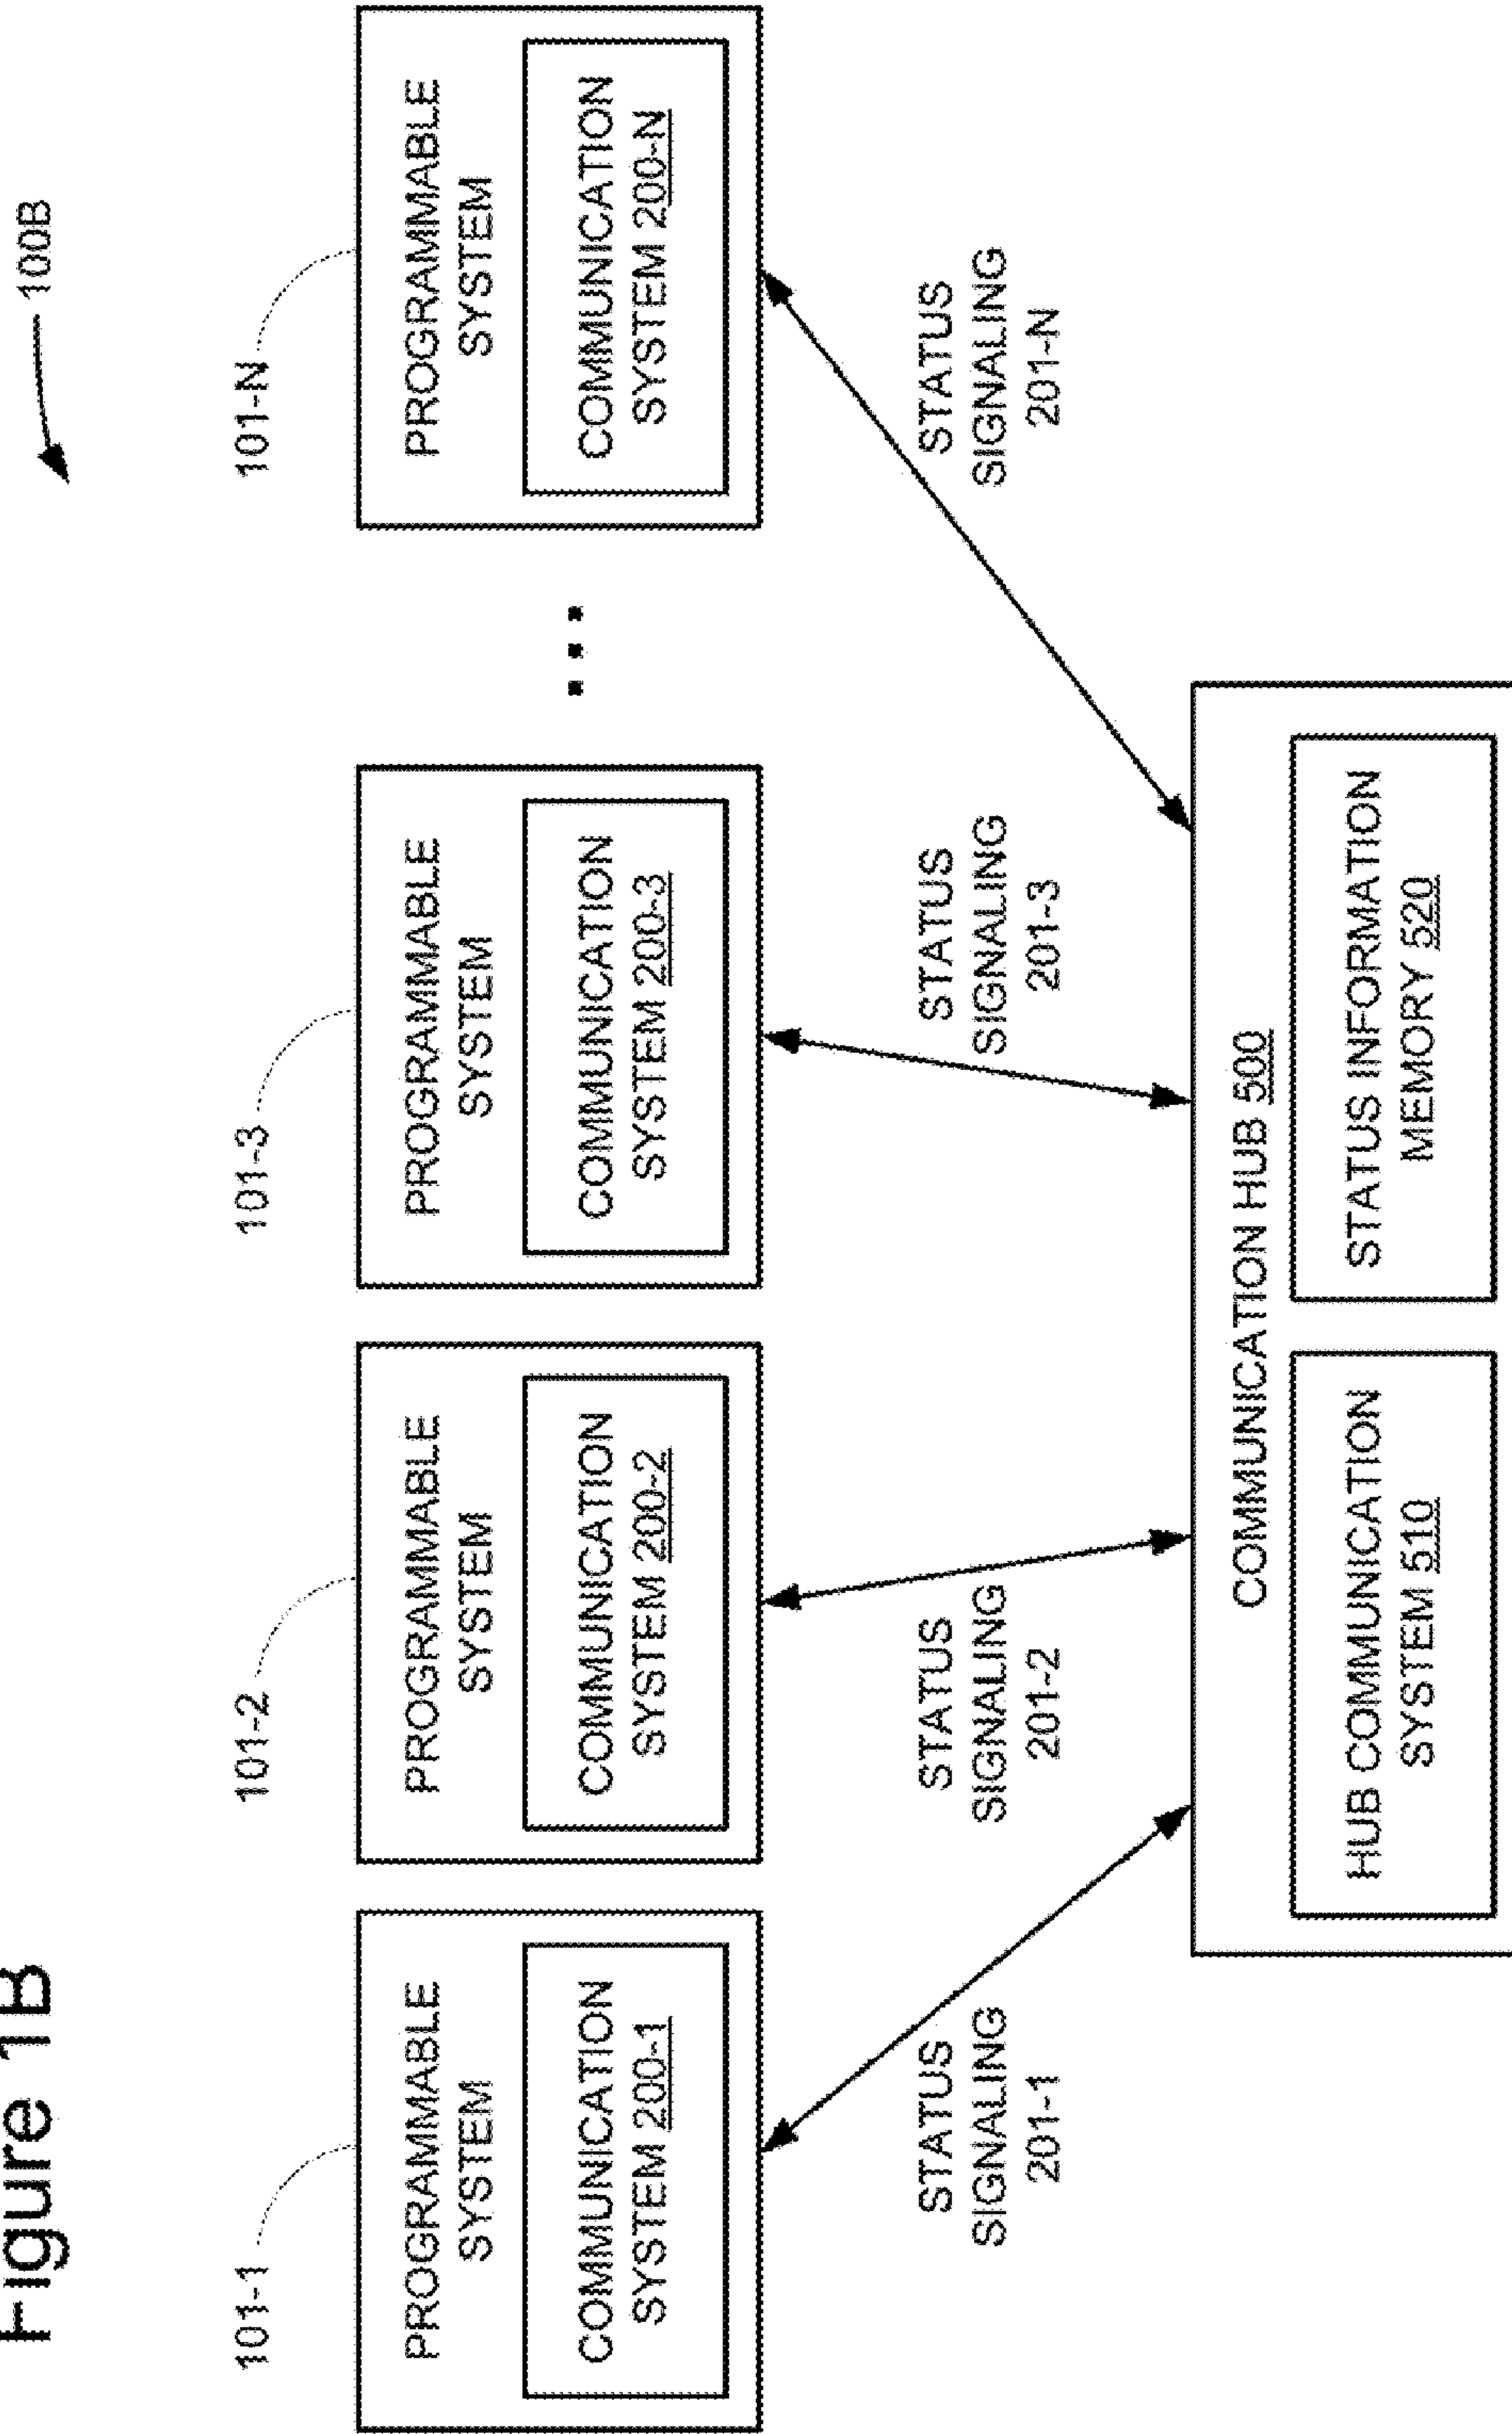 Figure 1B
100B
101-1
PROGRAMMABLE
SYSTEM
COMMUNICATION
SYSTEM 200-1
101-2
PROGRAMMABLE
SYSTEM
COMMUNICATION
SYSTEM 200-2
101-3
PROGRAMMABLE
SYSTEM
COMMUNICATION
SYSTEM 200-3
101-N
PROGRAMMABLE
SYSTEM
COMMUNICATION
SYSTEM 200-N
STATUS
SIGNALING
201-1
STATUS
SIGNALING
201-2
STATUS
SIGNALING
201-3
STATUS
SIGNALING
201-N
COMMUNICATION HUB 500
HUB COMMUNICATION
SYSTEM 510
STATUS INFORMATION
MEMORY 520